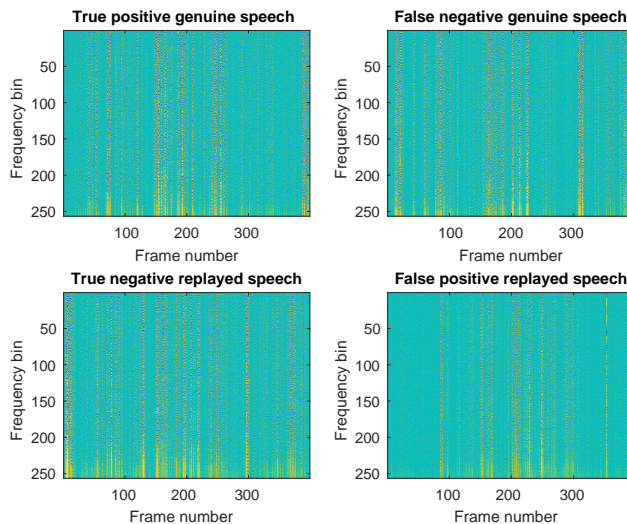 True positive genuine speech
Frequency bin
50
100
150
200
250
100
200
300
Frame number
False negative genuine speech
Frequency bin
50
100
150
200
250
100
200
300
Frame number
True negative replayed speech
Frequency bin
50
100
150
200
250
100
200
300
Frame number
False positive replayed speech
Frequency bin
50
100
150
200
250
100
200
300
Frame number